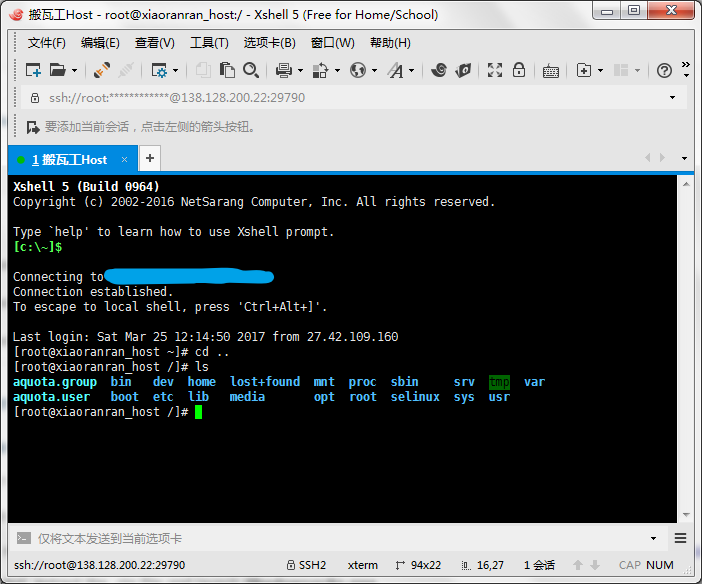 搬瓦工Host - root@xiaoranran_host:/ - Xshell 5 (Free for Home/School)
文件(F) 编辑(E) 查看(V) 工具(T) 选项卡(B) 窗口(W) 帮助(H)
ssh://root:************@138.128.200.22:29790
要添加当前会话，点击左侧的箭头按钮。
1 搬瓦工Host × +
Xshell 5 (Build 0964)
Copyright (c) 2002-2016 NetSarang Computer, Inc. All rights reserved.
Type `help' to learn how to use Xshell prompt.
[c:\~]$
Connecting to
Connection established.
To escape to local shell, press 'Ctrl+Alt+]'.
Last login: Sat Mar 25 12:14:50 2017 from 27.42.109.160
[root@xiaoranran_host ~]# cd ..
[root@xiaoranran_host /]# ls
aquota.group bin dev home lost+found mnt proc sbin srv tmp var
aquota.user boot etc lib media opt root selinux sys usr
[root@xiaoranran_host /]#
仅将文本发送到当前选项卡
ssh://root@138.128.200.22:29790 SSH2 xterm 94x22 16,27 1 会话 CAP NUM